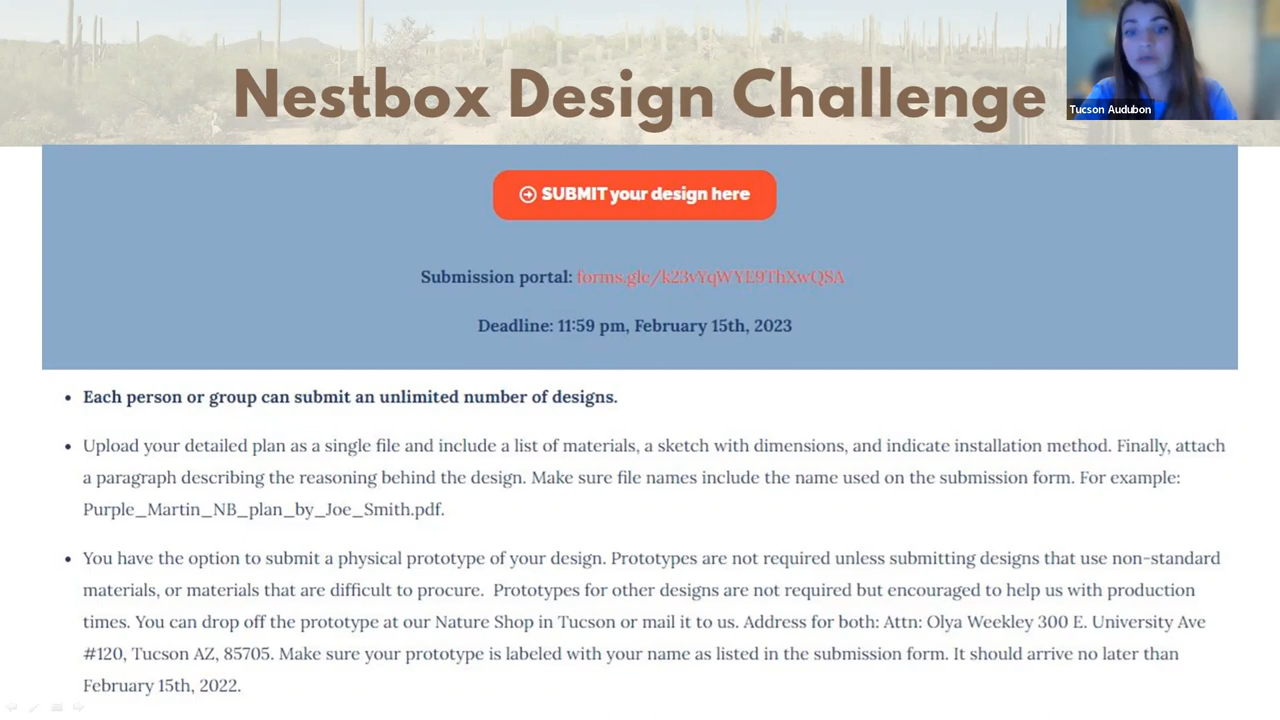 Nestbox Design Challenge
Tucson Audubon
SUBMIT your design here
Submission portal: forms.gle/k23vYqWYE9ThXwQSA
Deadline: 11:59 pm, February 15th, 2023
• Each person or group can submit an unlimited number of designs.
• Upload your detailed plan as a single file and include a list of materials, a sketch with dimensions, and indicate installation method. Finally, attach
a paragraph describing the reasoning behind the design. Make sure file names include the name used on the submission form. For example:
Purple_Martin_NB_plan_by_Joe_Smith.pdf.
• You have the option to submit a physical prototype of your design. Prototypes are not required unless submitting designs that use non-standard
materials, or materials that are difficult to procure. Prototypes for other designs are not required but encouraged to help us with production
times. You can drop off the prototype at our Nature Shop in Tucson or mail it to us. Address for both: Attn: Olya Weekley 300 E. University Ave
#120, Tucson AZ, 85705. Make sure your prototype is labeled with your name as listed in the submission form. It should arrive no later than
February 15th, 2022.